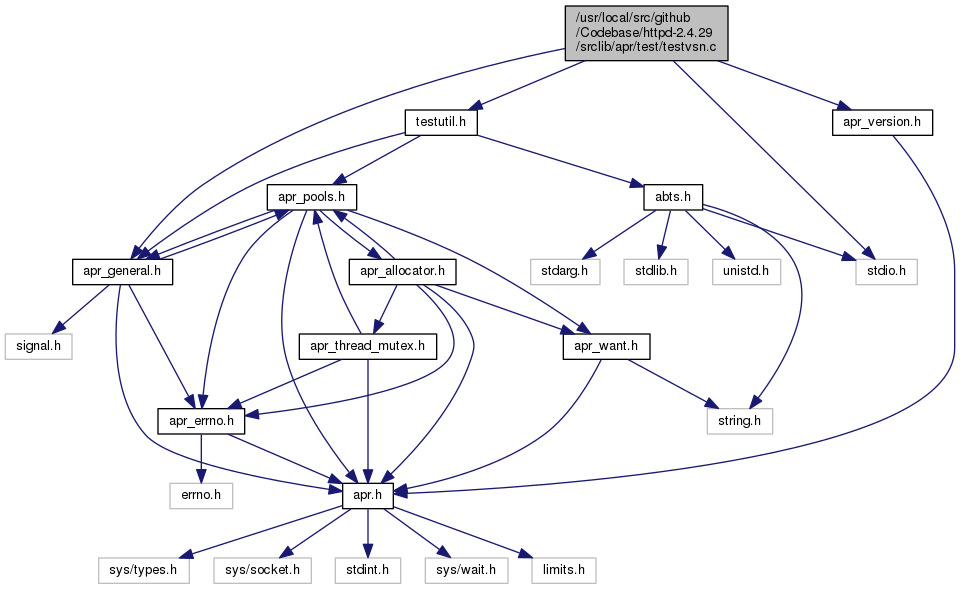 /usr/local/src/github
/Codebase/httpd-2.4.29
/srclib/apr/test/testvsn.c
testutil.h
apr_version.h
apr_pools.h
abts.h
apr_general.h
apr_allocator.h
stdarg.h
stdlib.h
unistd.h
stdio.h
signal.h
apr_thread_mutex.h
apr_want.h
apr_errno.h
string.h
errno.h
apr.h
sys/types.h
sys/socket.h
stdint.h
sys/wait.h
limits.h